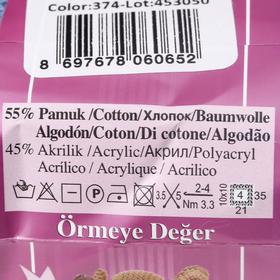 Color:374-Lot:453050
8 697678 060652
55% Pamuk /Cotton/Хлопок/Baumwolle
Algodón/Coton/Di cotone/Algodão
45% Akrilik /Acrylic/Акрил/Polyacryl
Acrílico / Acrylique / Acrilico
3.5 5 2-4 Nm 3.3 10x10 4 35 21
Örmeye Değer